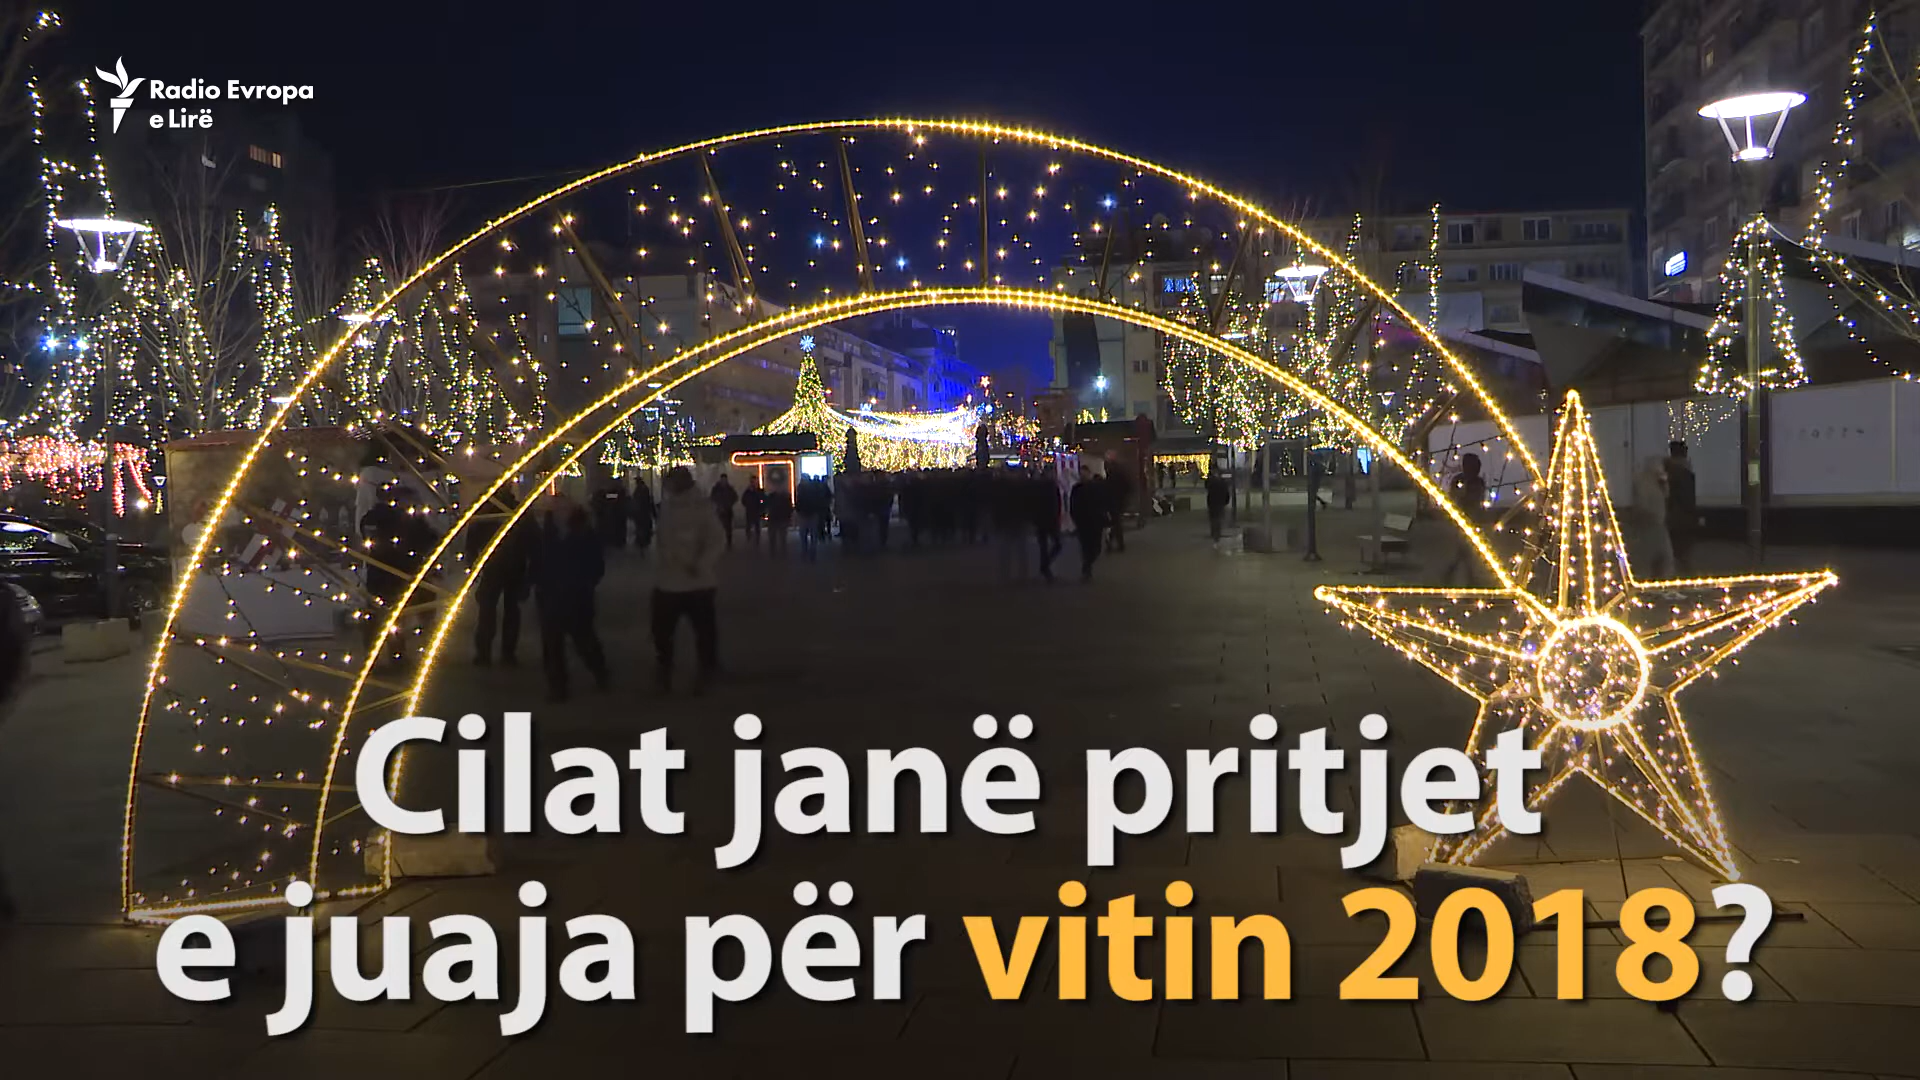 Radio Evropa
e Lirë
Cilat janë pritjet
e juaja për vitin 2018?